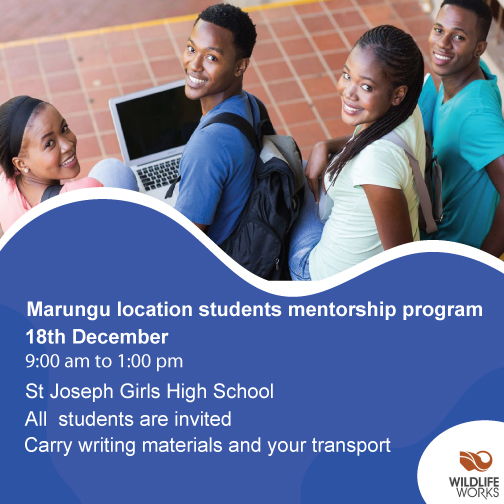 Marungu location students mentorship program
18th December
9:00 am to 1:00 pm
St Joseph Girls High School
All  students are invited
Carry writing materials and your transport
WILDLIFE
WORKS